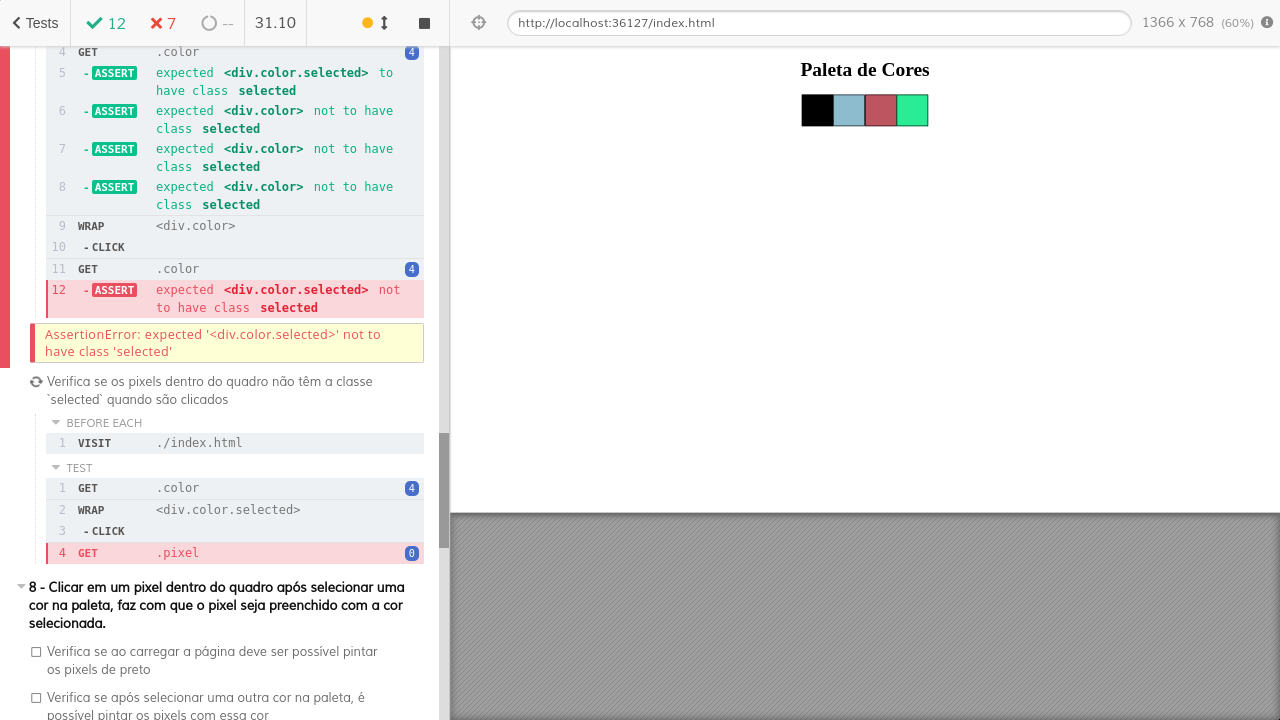 Tests
12
7
--
31.10
http://localhost:36127/index.html
1366 x 768 (60%)
4 GET .color 4
5 - ASSERT expected <div.color.selected> to
have class selected
6 - ASSERT expected <div.color> not to have
class selected
7 - ASSERT expected <div.color> not to have
class selected
8 - ASSERT expected <div.color> not to have
class selected
9 WRAP <div.color>
10 - CLICK
11 GET .color 4
12 - ASSERT expected <div.color.selected> not
to have class selected
AssertionError: expected '<div.color.selected>' not to
have class 'selected'
Verifica se os pixels dentro do quadro não têm a classe
`selected` quando são clicados
BEFORE EACH
1 VISIT ./index.html
TEST
1 GET .color 4
2 WRAP <div.color.selected>
3 - CLICK
4 GET .pixel 0
8 - Clicar em um pixel dentro do quadro após selecionar uma
cor na paleta, faz com que o pixel seja preenchido com a cor
selecionada.
Verifica se ao carregar a página deve ser possível pintar
os pixels de preto
Verifica se após selecionar uma outra cor na paleta, é
possível pintar os pixels com essa cor
Paleta de Cores